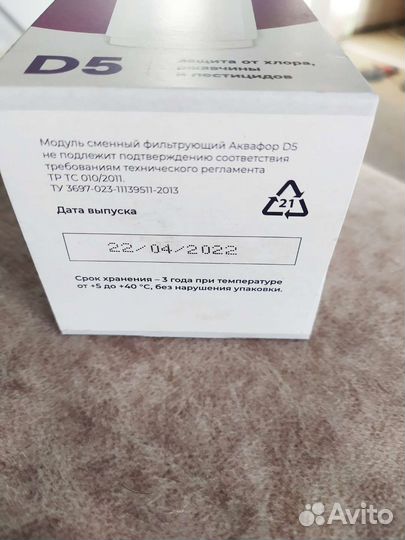 D5
защита от хлора,
ржавчины
и пестицидов
Модуль сменный фильтрующий Аквафор D5
не подлежит подтверждению соответствия
требованиям технического регламента
ТР ТС 010/2011.
ТУ 3697-023-11139511-2013
21
Дата выпуска
22/04/2022
Срок хранения – 3 года при температуре
от +5 до +40 °С, без нарушения упаковки.
Avito